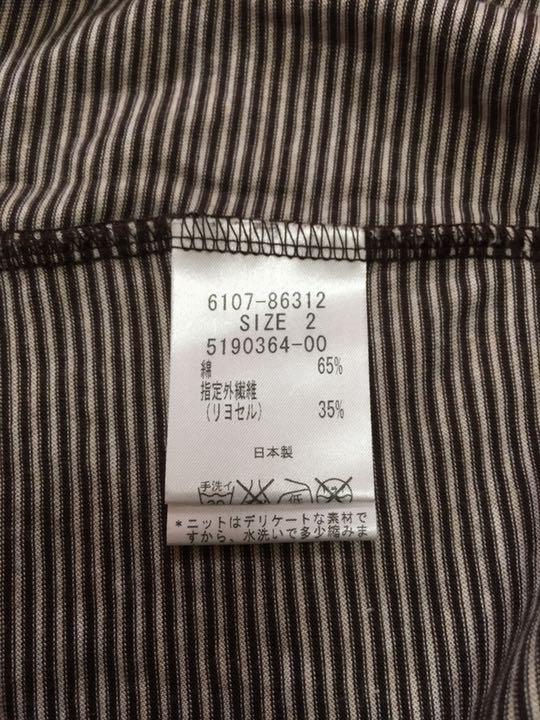 6107-86312
SIZE 2
5190364-00
綿 65%
指定外繊維
(リヨセル) 35%
日本製
手洗イ
低
*ニットはデリケートな素材で
すから、水洗いで多少縮みま